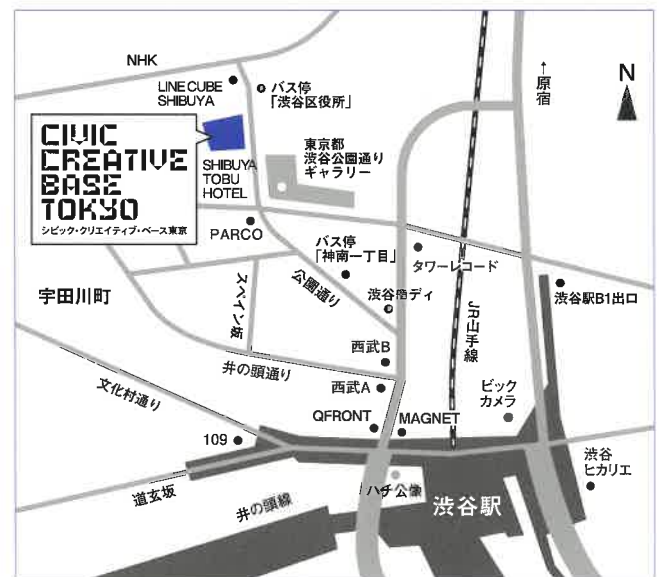 NHK
LINE CUBE
SHIBUYA
バス停
「渋谷区役所」
↑原宿
N
CIVIC
CREATIVE
BASE
TOKYO
シビック・クリエイティブ・ベース東京
SHIBUYA
TOBU
HOTEL
東京都
渋谷公園通り
ギャラリー
PARCO
バス停
「神南一丁目」
タワーレコード
宇田川町
スペイン坂
公園通り
渋谷
ディ
JR山手線
渋谷駅B1出口
西武B
井の頭通り
文化村通り
西武A
ビック
カメラ
QFRONT
MAGNET
109
渋谷
ヒカリエ
道玄坂
井の頭線
ハチ公像
渋谷駅